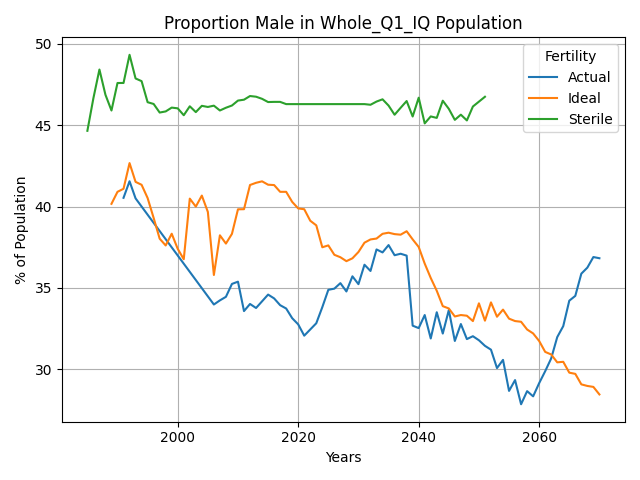 Proportion Male in Whole_Q1_IQ Population
Fertility
Actual
Ideal
Sterile
% of Population
50
45
40
35
30
2000
2020
2040
2060
Years